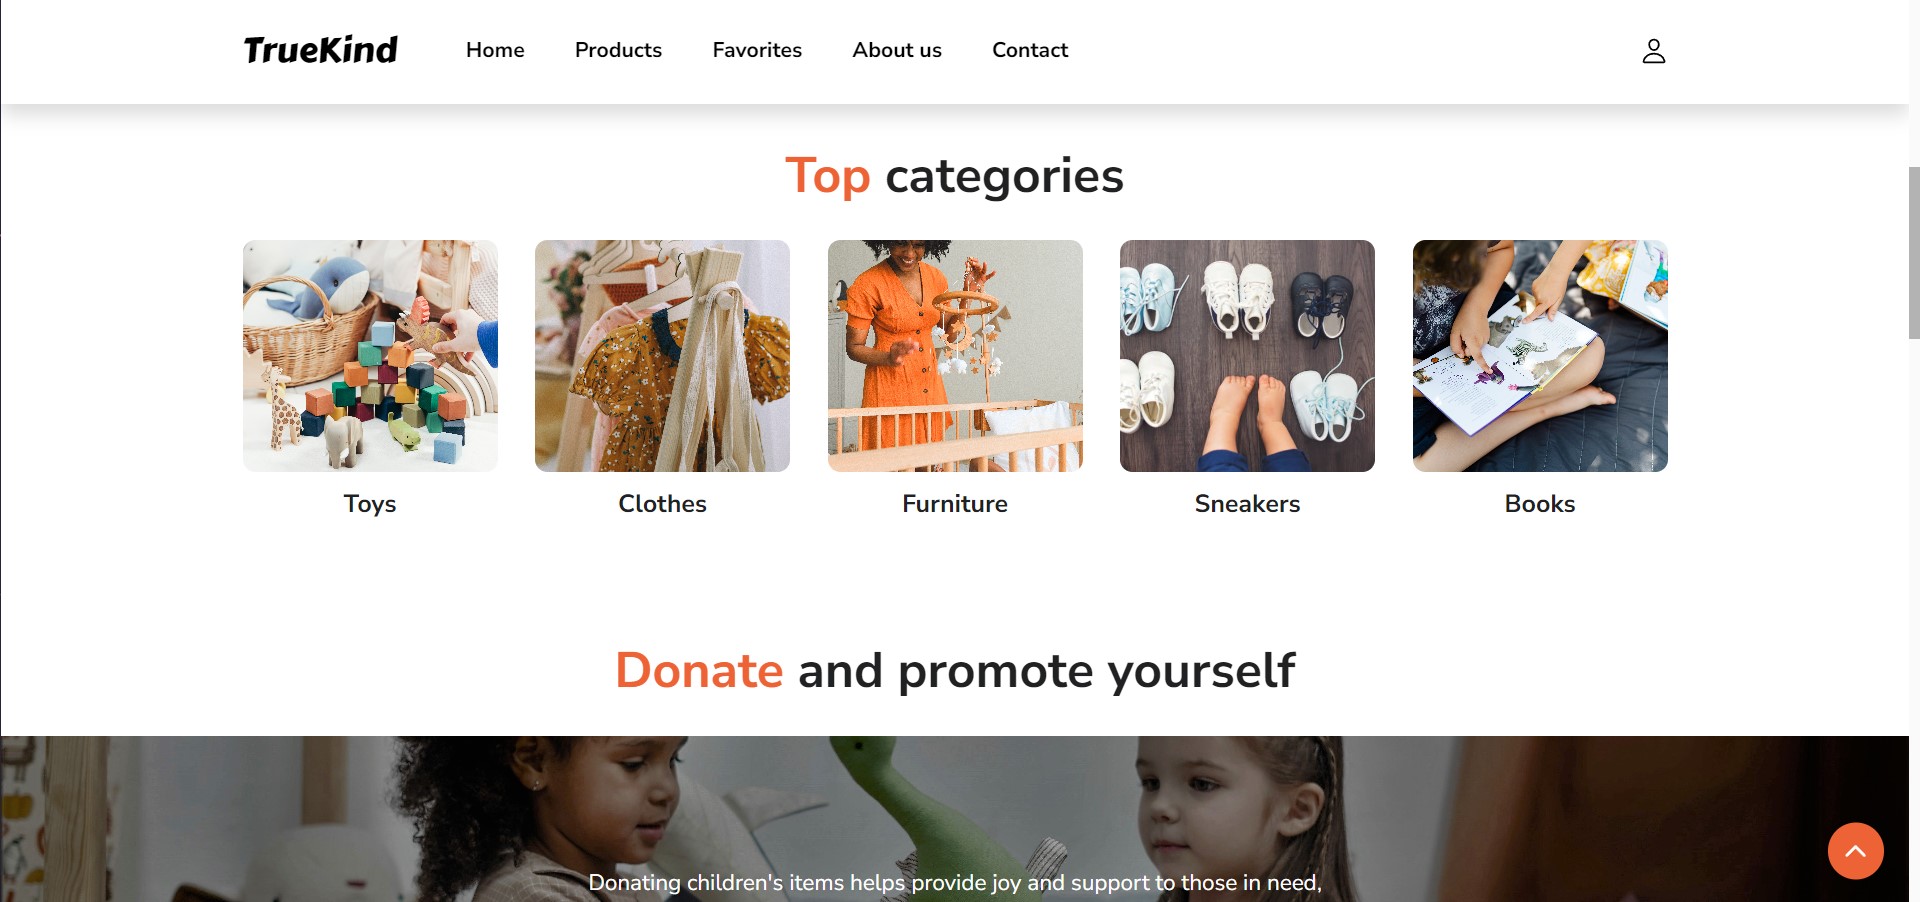 TrueKind Home Products Favorites About us Contact
Top categories
Toys Clothes Furniture Sneakers Books
Donate and promote yourself
Donating children's items helps provide joy and support to those in need,